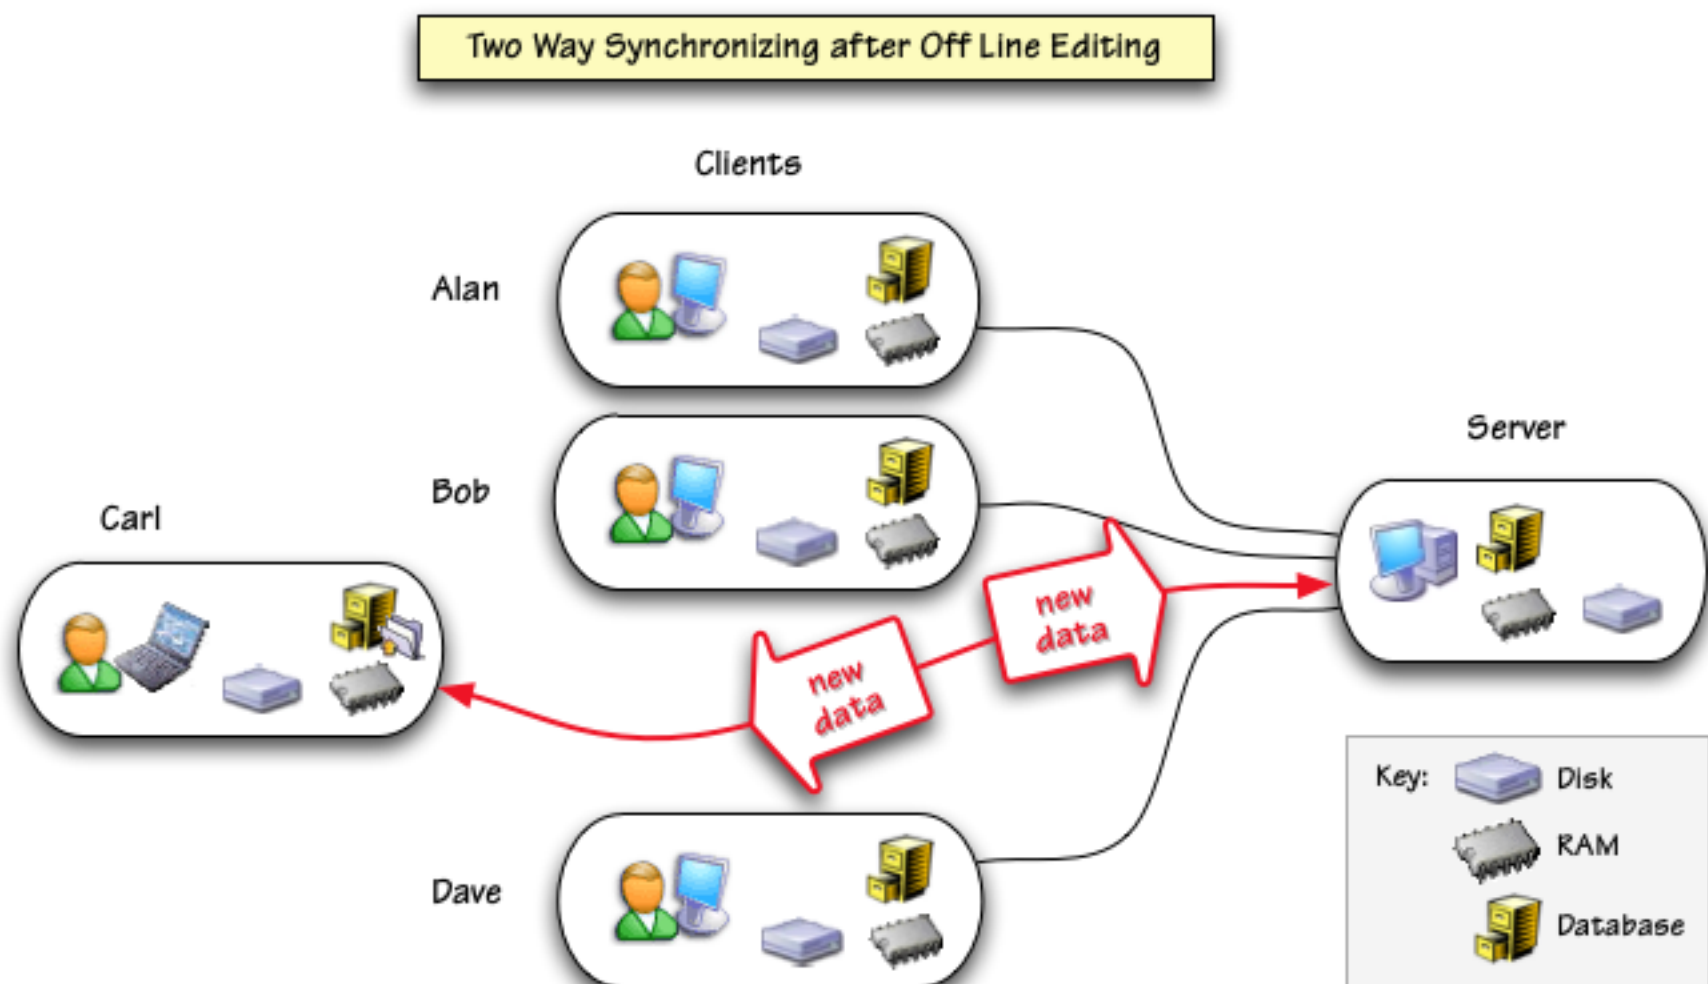 Two Way Synchronizing after Off Line Editing
Clients
Alan
Bob
Carl
Server
new
data
new
data
Dave
Key:
Disk
RAM
Database